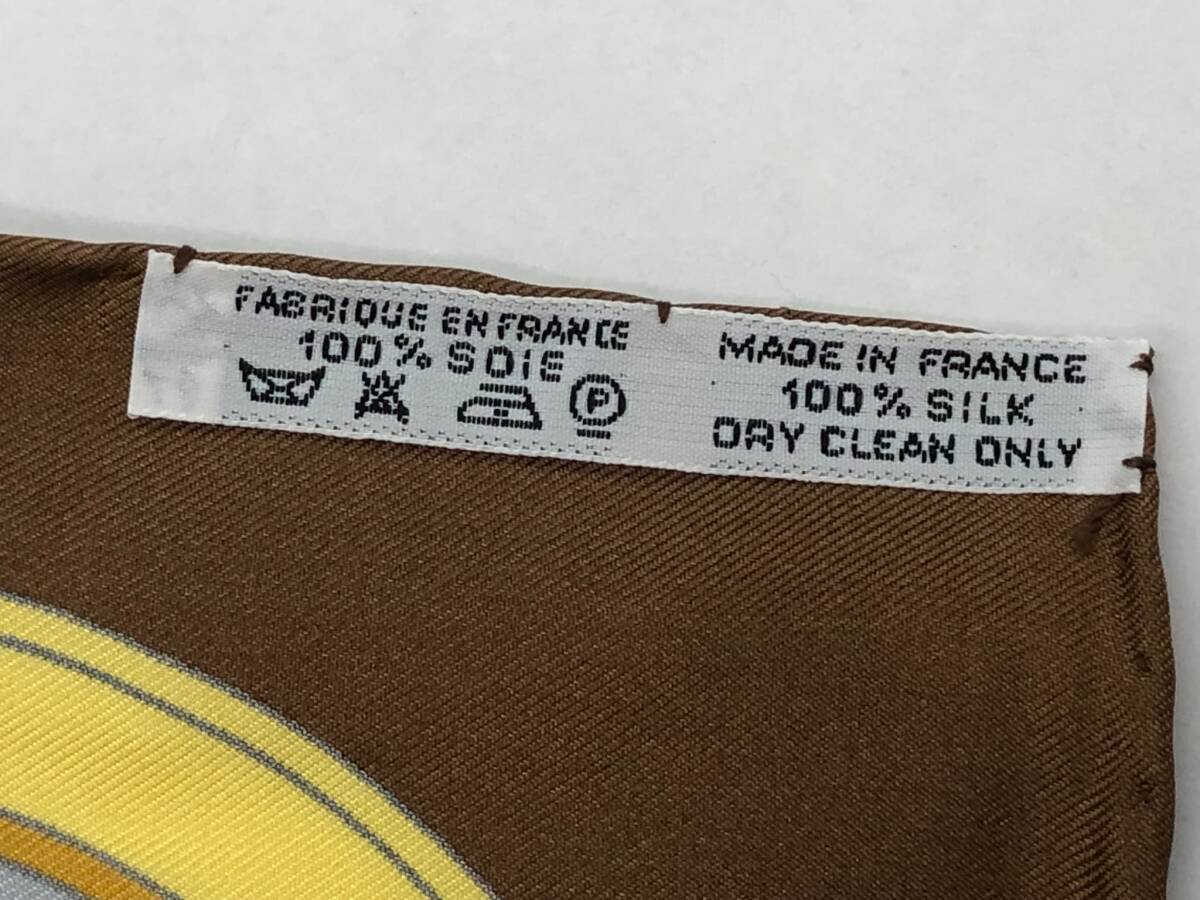 FABRIQUE EN FRANCE
100% SOIE
P
MADE IN FRANCE
100% SILK
DRY CLEAN ONLY